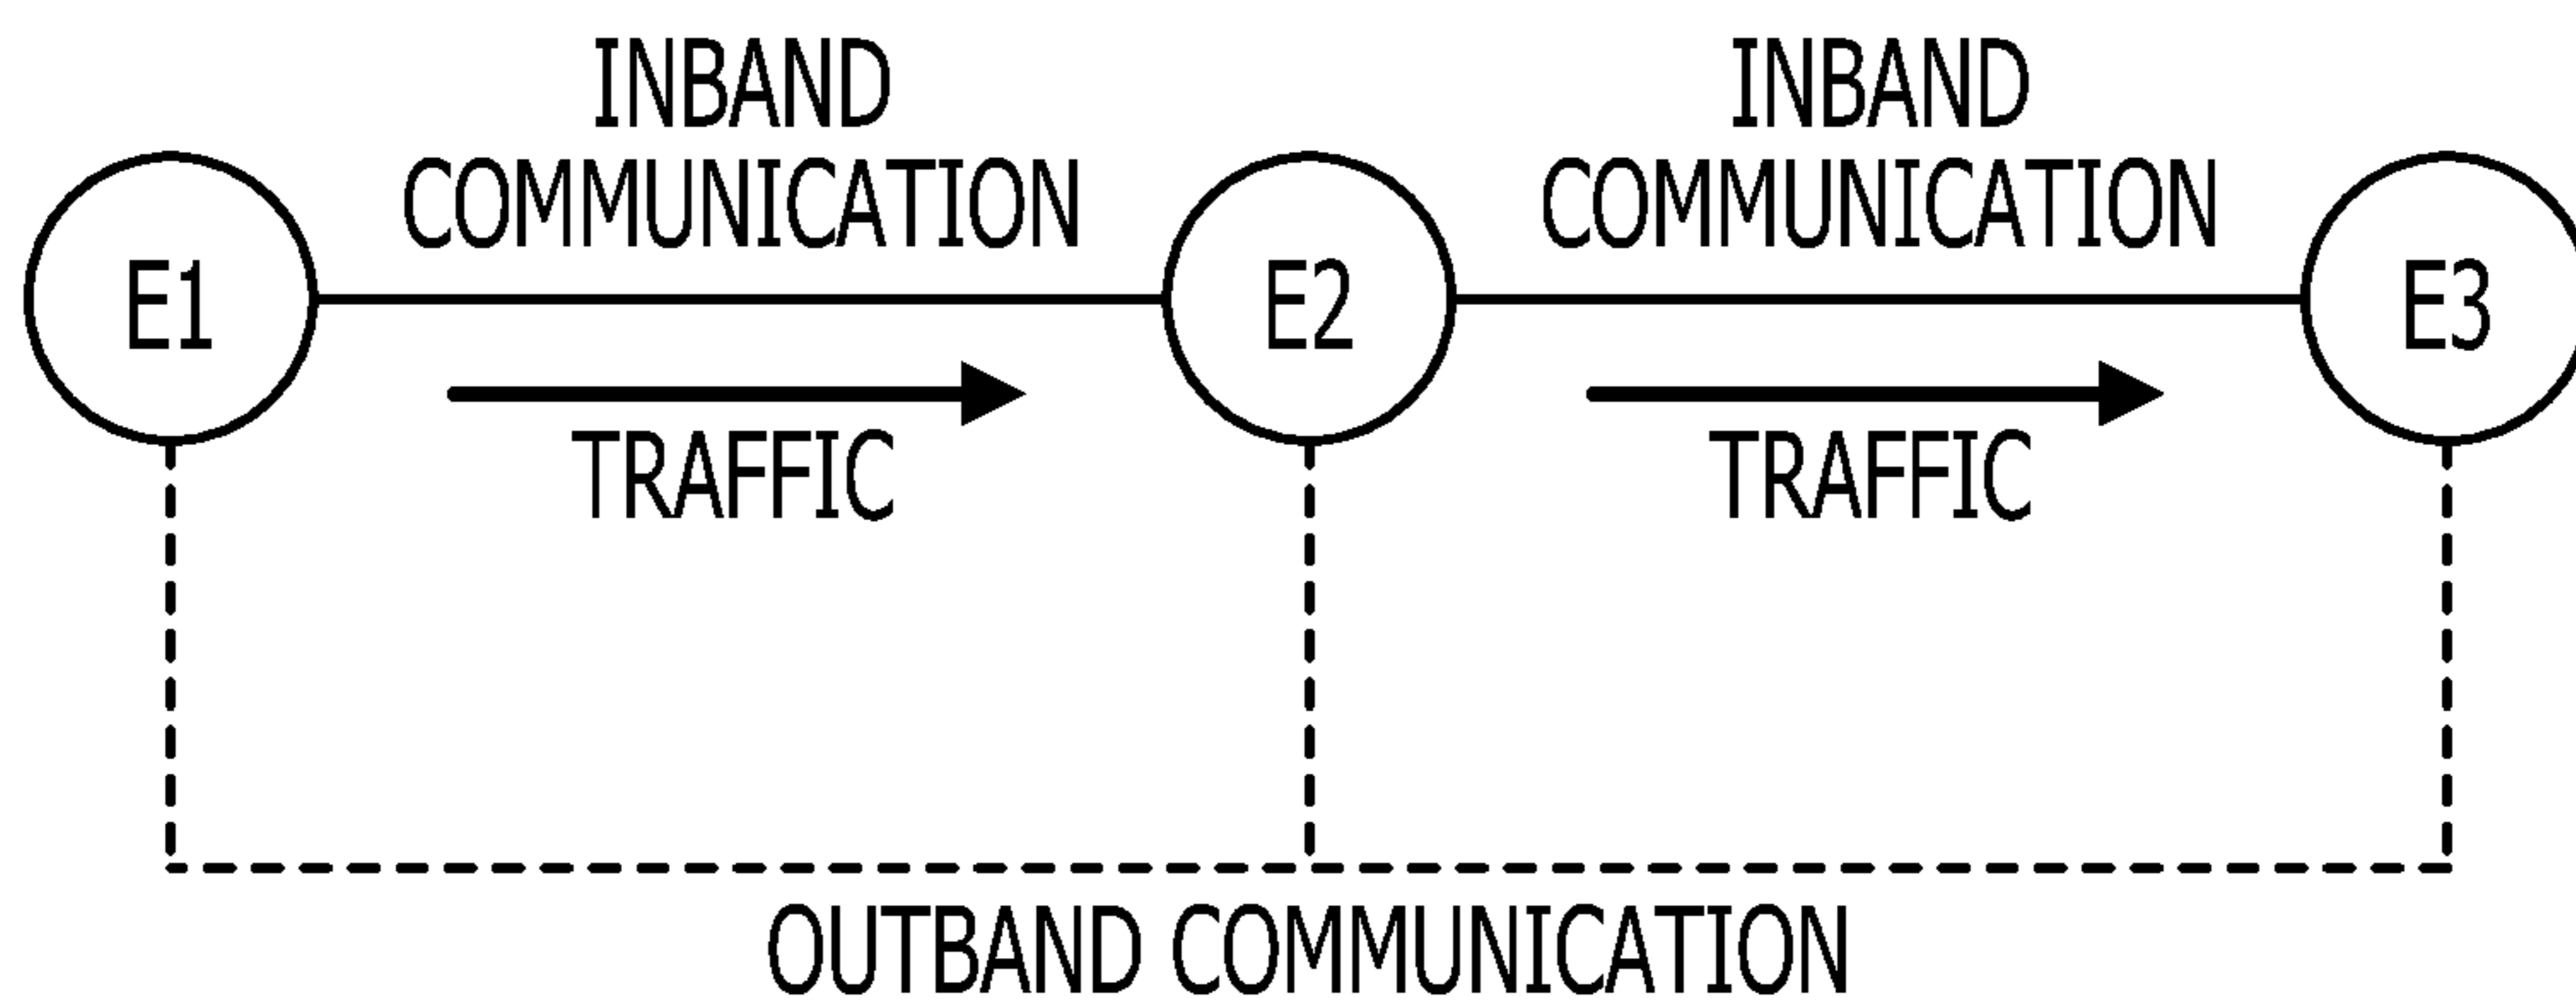 INBAND
COMMUNICATION
INBAND
COMMUNICATION
E1
E2
E3
TRAFFIC
TRAFFIC
OUTBAND COMMUNICATION